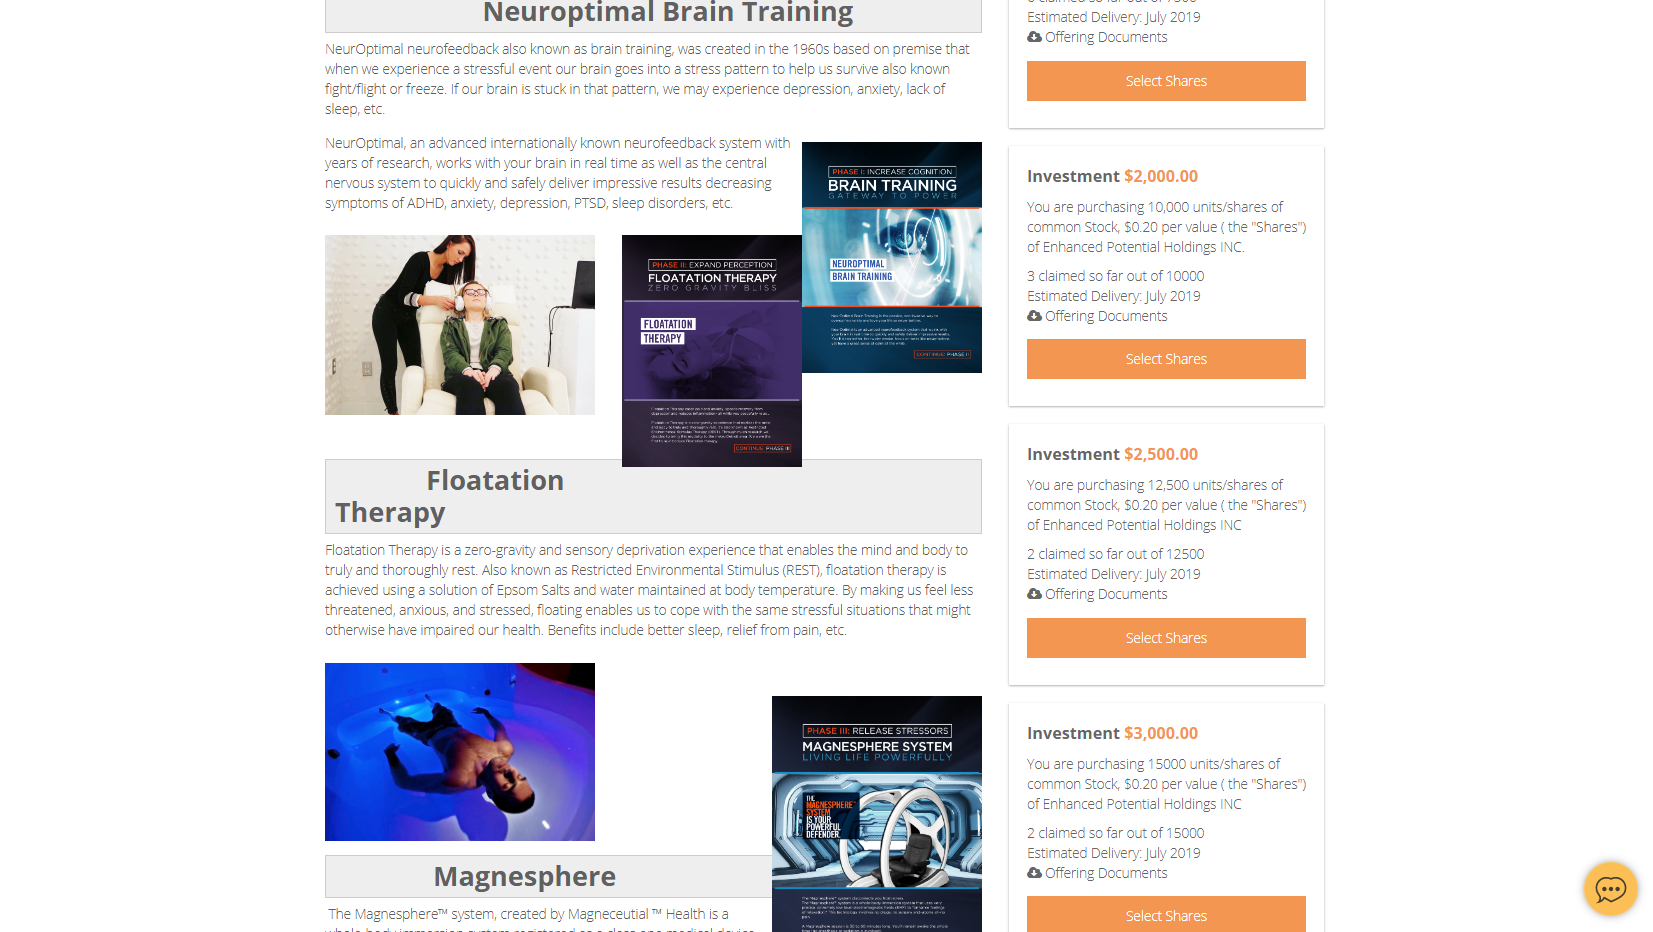 Neuroptimal Brain Training
NeurOptimal neurofeedback also known as brain training, was created in the 1960s based on premise that
when we experience a stressful event our brain goes into a stress pattern to help us survive also known
fight/flight or freeze. If our brain is stuck in that pattern, we may experience depression, anxiety, lack of
sleep, etc.
NeurOptimal, an advanced internationally known neurofeedback system with
years of research, works with your brain in real time as well as the central
nervous system to quickly and safely deliver impressive results decreasing
symptoms of ADHD, anxiety, depression, PTSD, sleep disorders, etc.
PHASE I: INCREASE COGNITION
BRAIN TRAINING
GATEWAY TO POWER
NEUROPTIMAL
BRAIN TRAINING
CONTINUE: PHASE II
PHASE II: EXPAND PERCEPTION
FLOATATION THERAPY
ZERO GRAVITY BLISS
FLOATATION
THERAPY
CONTINUE: PHASE III
Floatation
Therapy
Floatation Therapy is a zero-gravity and sensory deprivation experience that enables the mind and body to
truly and thoroughly rest. Also known as Restricted Environmental Stimulus (REST), floatation therapy is
achieved using a solution of Epsom Salts and water maintained at body temperature. By making us feel less
threatened, anxious, and stressed, floating enables us to cope with the same stressful situations that might
otherwise have impaired our health. Benefits include better sleep, relief from pain, etc.
PHASE III: RELEASE STRESSORS
MAGNESPHERE SYSTEM
LIVING LIFE POWERFULLY
THE
MAGNESPHERE™
SYSTEM
IS YOUR
POWERFUL
DEFENDER.
Magnesphere
The Magnesphere™ system, created by Magneceutial ™ Health is a
whole-body immersion system registered as a class one medical device
Estimated Delivery: July 2019
Offering Documents
Select Shares
Investment $2,000.00
You are purchasing 10,000 units/shares of
common Stock, $0.20 per value ( the "Shares")
of Enhanced Potential Holdings INC.
3 claimed so far out of 10000
Estimated Delivery: July 2019
Offering Documents
Select Shares
Investment $2,500.00
You are purchasing 12,500 units/shares of
common Stock, $0.20 per value ( the "Shares")
of Enhanced Potential Holdings INC
2 claimed so far out of 12500
Estimated Delivery: July 2019
Offering Documents
Select Shares
Investment $3,000.00
You are purchasing 15000 units/shares of
common Stock, $0.20 per value ( the "Shares")
of Enhanced Potential Holdings INC
2 claimed so far out of 15000
Estimated Delivery: July 2019
Offering Documents
Select Shares